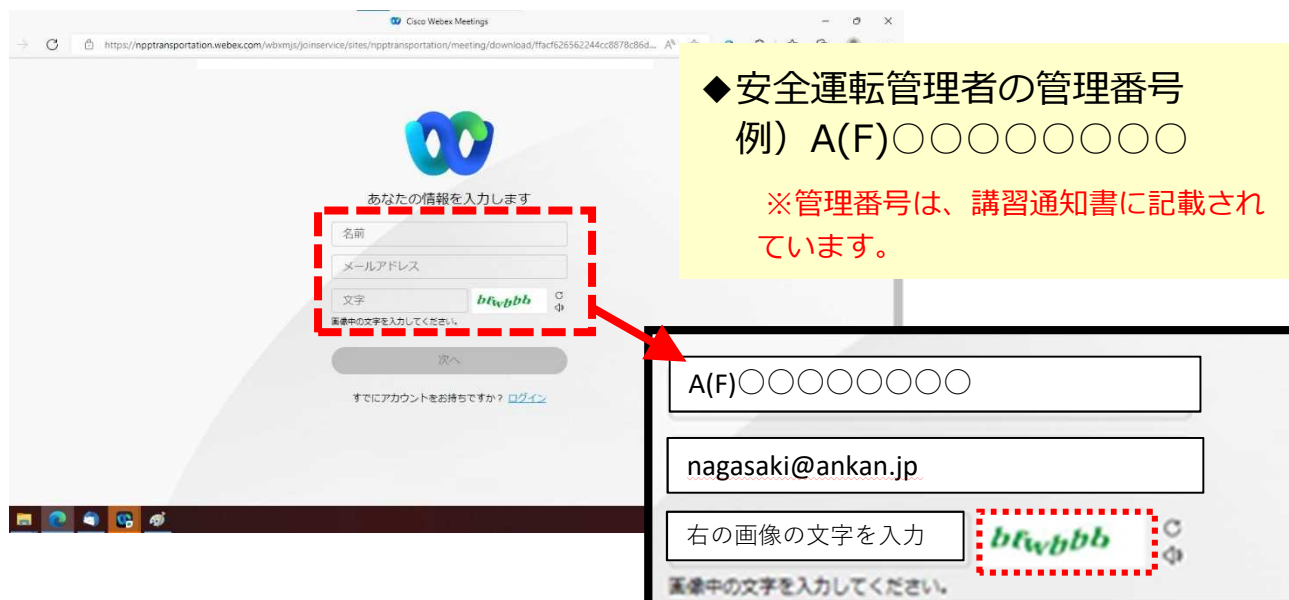 Cisco Webex Meetings
https://npptransportation.webex.com/wbxmjs/joinservice/sites/npptransportation/meeting/download/ffacf626562244cc8878c86d...
あなたの情報を入力します
名前
メールアドレス
文字
bfwbbb
画像中の文字を入力してください。
次へ
すでにアカウントをお持ちですか？ ログイン
◆安全運転管理者の管理番号
例）A(F)○○○○○○○○
※管理番号は、講習通知書に記載され
ています。
A(F)○○○○○○○○
nagasaki@ankan.jp
右の画像の文字を入力
bfwbbb
画像中の文字を入力してください。